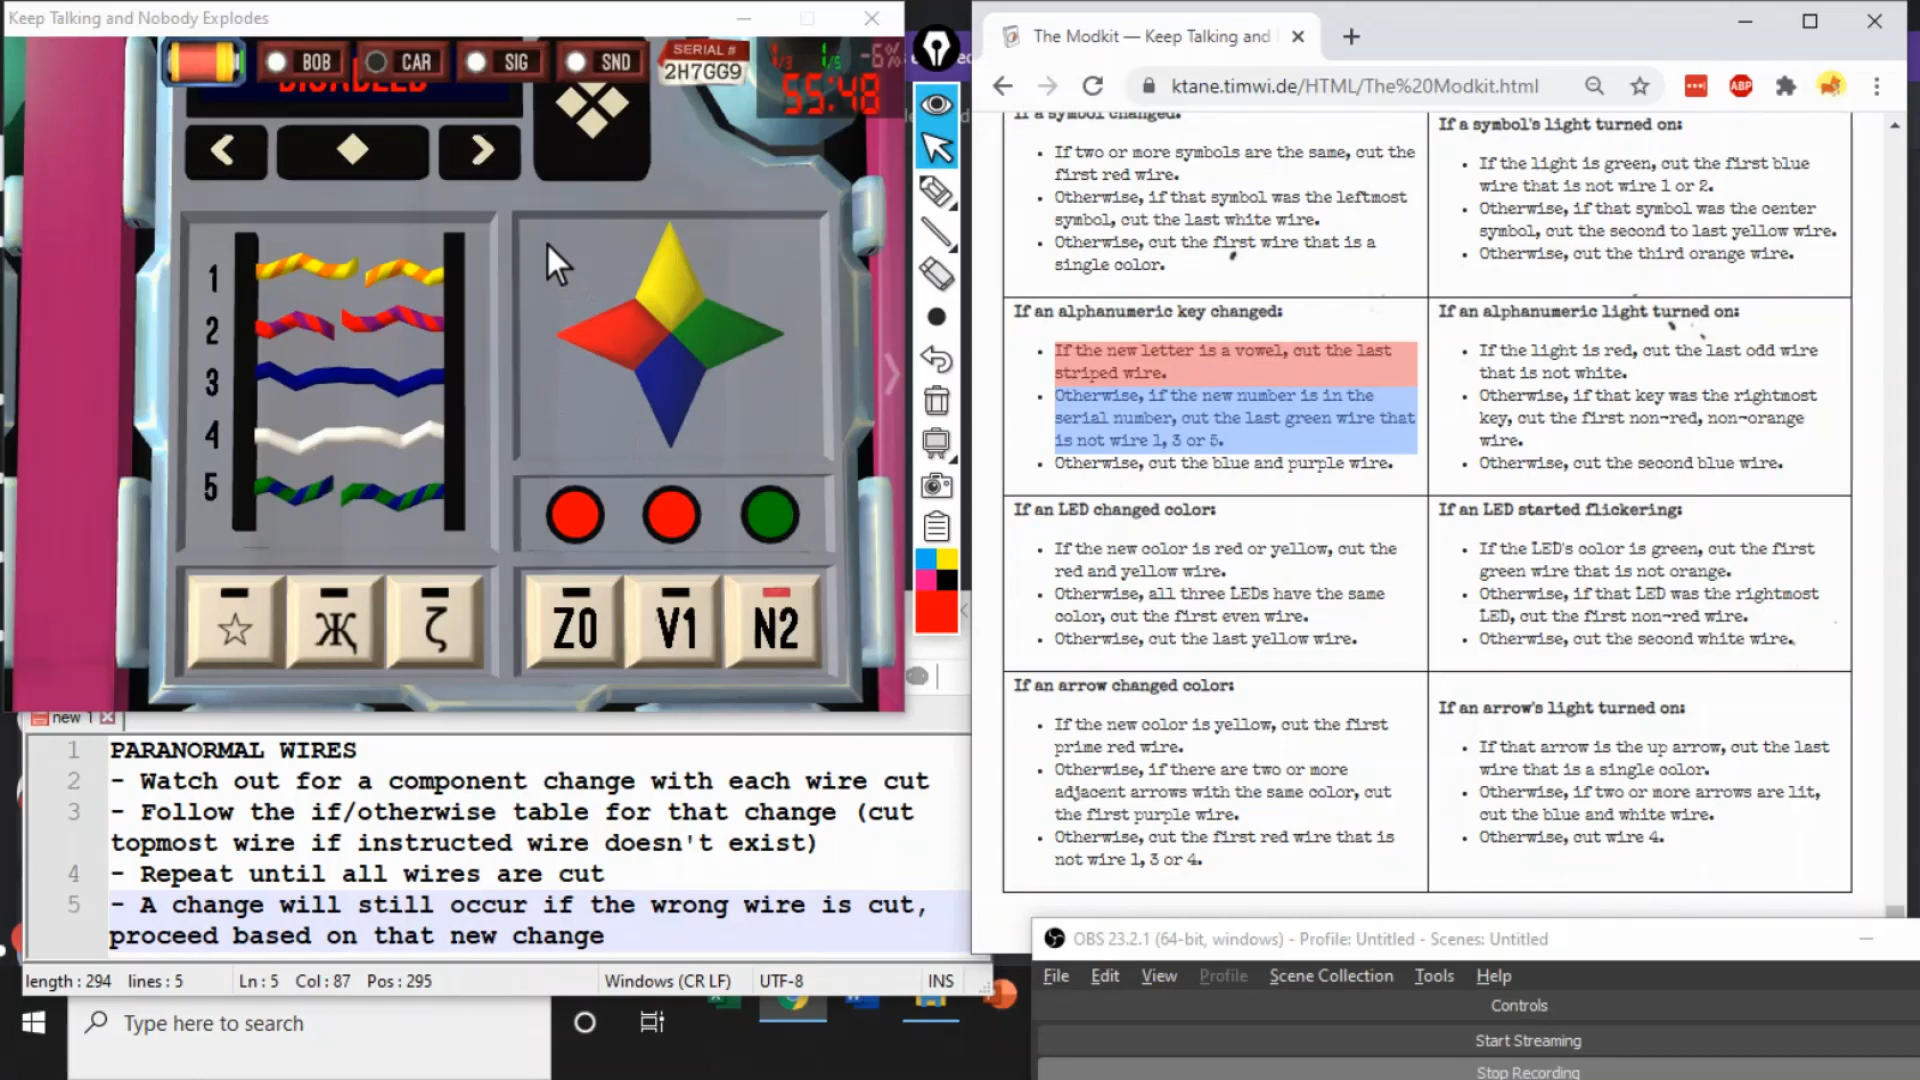 Keep Talking and Nobody Explodes
BOB
CAR
SIG
SND
SERIAL #
2H7GG9
1/3
1/5
-6%
55:48
1
2
3
4
5
Z0
V1
N2
new 1
1 PARANORMAL WIRES
2 - Watch out for a component change with each wire cut
3 - Follow the if/otherwise table for that change (cut
topmost wire if instructed wire doesn't exist)
4 - Repeat until all wires are cut
5 - A change will still occur if the wrong wire is cut,
proceed based on that new change
length : 294 lines : 5 Ln : 5 Col : 87 Pos : 295 Windows (CR LF) UTF-8 INS
Type here to search
The Modkit — Keep Talking and
ktane.timwi.de/HTML/The%20Modkit.html
ABP
If a symbol changed:
If two or more symbols are the same, cut the
first red wire.
Otherwise, if that symbol was the leftmost
symbol, cut the last white wire.
Otherwise, cut the first wire that is a
single color.
If a symbol's light turned on:
If the light is green, cut the first blue
wire that is not wire 1 or 2.
Otherwise, if that symbol was the center
symbol, cut the second to last yellow wire.
Otherwise, cut the third orange wire.
If an alphanumeric key changed:
If the new letter is a vowel, cut the last
striped wire.
Otherwise, if the new number is in the
serial number, cut the last green wire that
is not wire 1, 3 or 5.
Otherwise, cut the blue and purple wire.
If an alphanumeric light turned on:
If the light is red, cut the last odd wire
that is not white.
Otherwise, if that key was the rightmost
key, cut the first non-red, non-orange
wire.
Otherwise, cut the second blue wire.
If an LED changed color:
If the new color is red or yellow, cut the
red and yellow wire.
Otherwise, all three LEDs have the same
color, cut the first even wire.
Otherwise, cut the last yellow wire.
If an LED started flickering:
If the LED's color is green, cut the first
green wire that is not orange.
Otherwise, if that LED was the rightmost
LED, cut the first non-red wire.
Otherwise, cut the second white wire.
If an arrow changed color:
If the new color is yellow, cut the first
prime red wire.
Otherwise, if there are two or more
adjacent arrows with the same color, cut
the first purple wire.
Otherwise, cut the first red wire that is
not wire 1, 3 or 4.
If an arrow's light turned on:
If that arrow is the up arrow, cut the last
wire that is a single color.
Otherwise, if two or more arrows are lit,
cut the blue and white wire.
Otherwise, cut wire 4.
OBS 23.2.1 (64-bit, windows) - Profile: Untitled - Scenes: Untitled
File Edit View Profile Scene Collection Tools Help
Controls
Start Streaming
Stop Recording